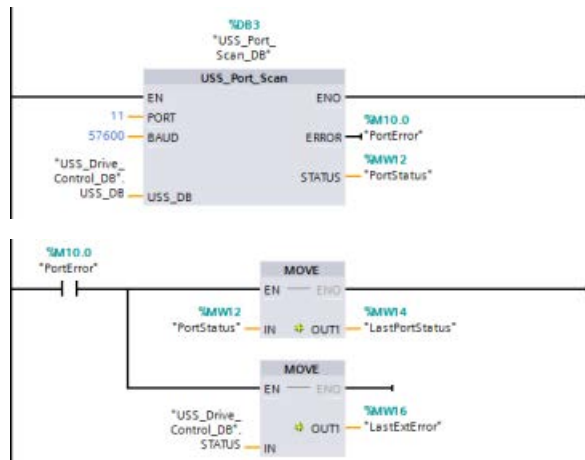 %DB3
"USS_Port_
Scan_DB"
USS_Port_Scan
EN ENO
11 PORT
%M10.0
57600 BAUD ERROR "PortError"
"USS_Drive_
Control_DB".
USS_DB USS_DB
%MW12
STATUS "PortStatus"
%M10.0
"PortError"
MOVE
EN ENO
%MW12
"PortStatus" IN OUT1
%MW14
"LastPortStatus"
MOVE
EN ENO
"USS_Drive_
Control_DB".
STATUS IN
%MW16
OUT1 "LastExtError"